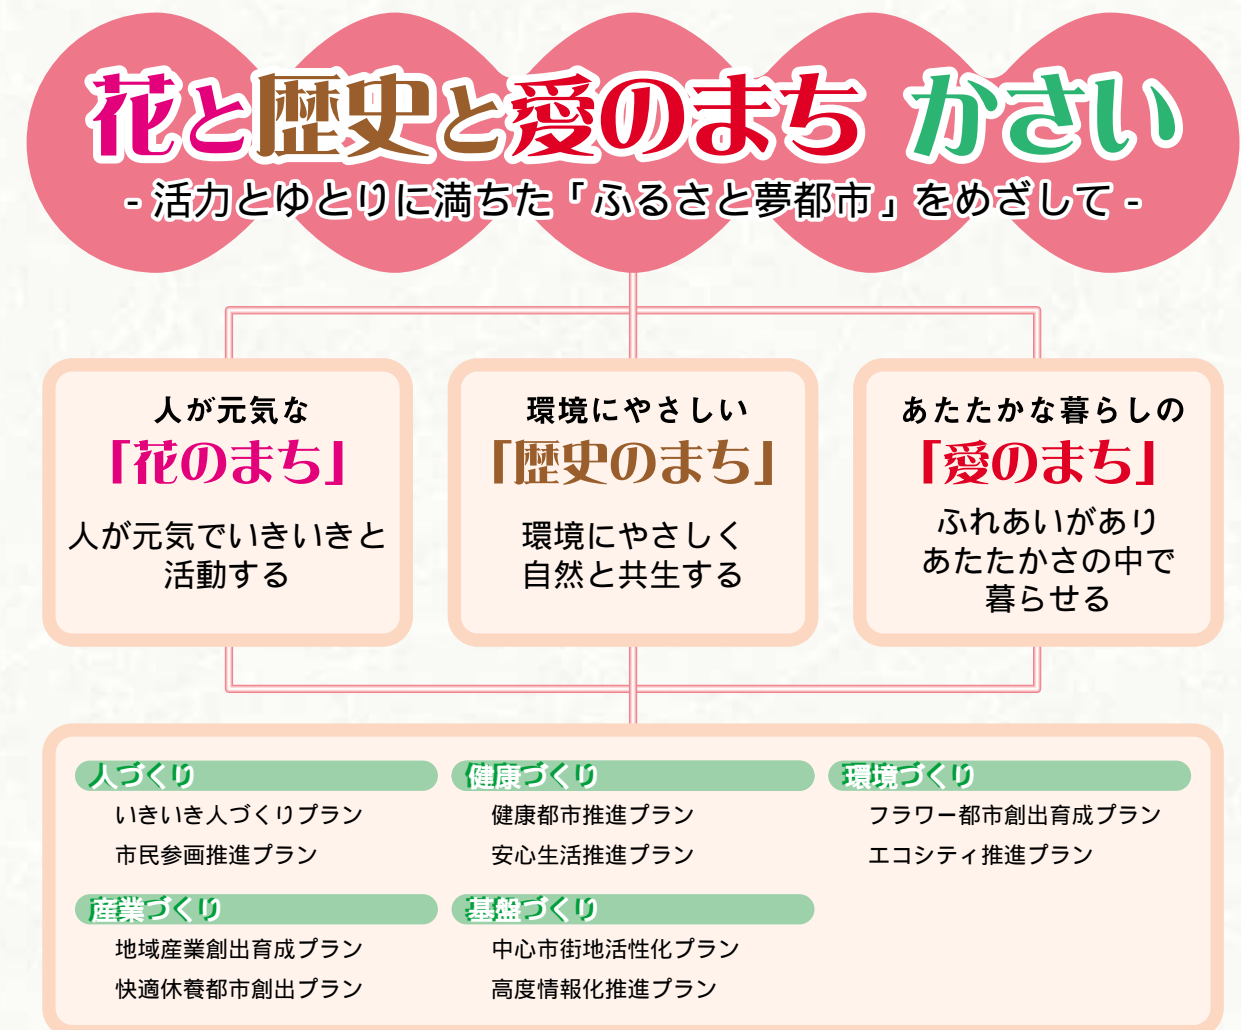 花と歴史と愛のまち かさい
- 活力とゆとりに満ちた「ふるさと夢都市」をめざして -
人が元気な
「花のまち」
人が元気でいきいきと
活動する
環境にやさしい
「歴史のまち」
環境にやさしく
自然と共生する
あたたかな暮らしの
「愛のまち」
ふれあいがあり
あたたかさの中で
暮らせる
人づくり
いきいき人づくりプラン
市民参画推進プラン
健康づくり
健康都市推進プラン
安心生活推進プラン
環境づくり
フラワー都市創出育成プラン
エコシティ推進プラン
産業づくり
地域産業創出育成プラン
快適休養都市創出プラン
基盤づくり
中心市街地活性化プラン
高度情報化推進プラン